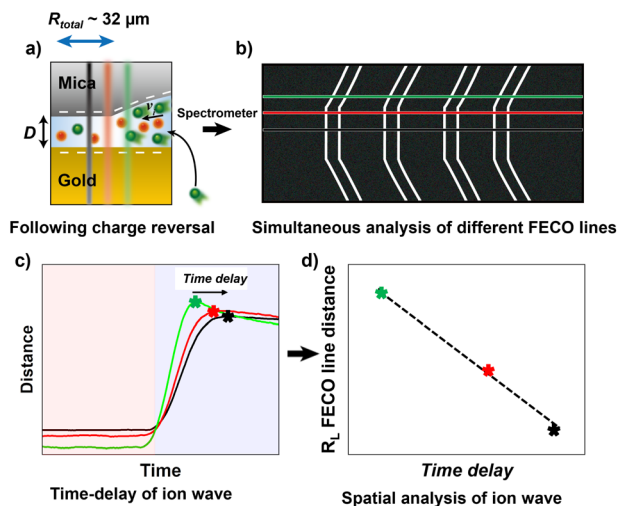 R_total ~ 32 µm
a)
b)
Mica
D
v
Gold
Spectrometer
Following charge reversal
Simultaneous analysis of different FECO lines
c)
d)
Time delay
Distance
Time
Time-delay of ion wave
R_L FECO line distance
Time delay
Spatial analysis of ion wave